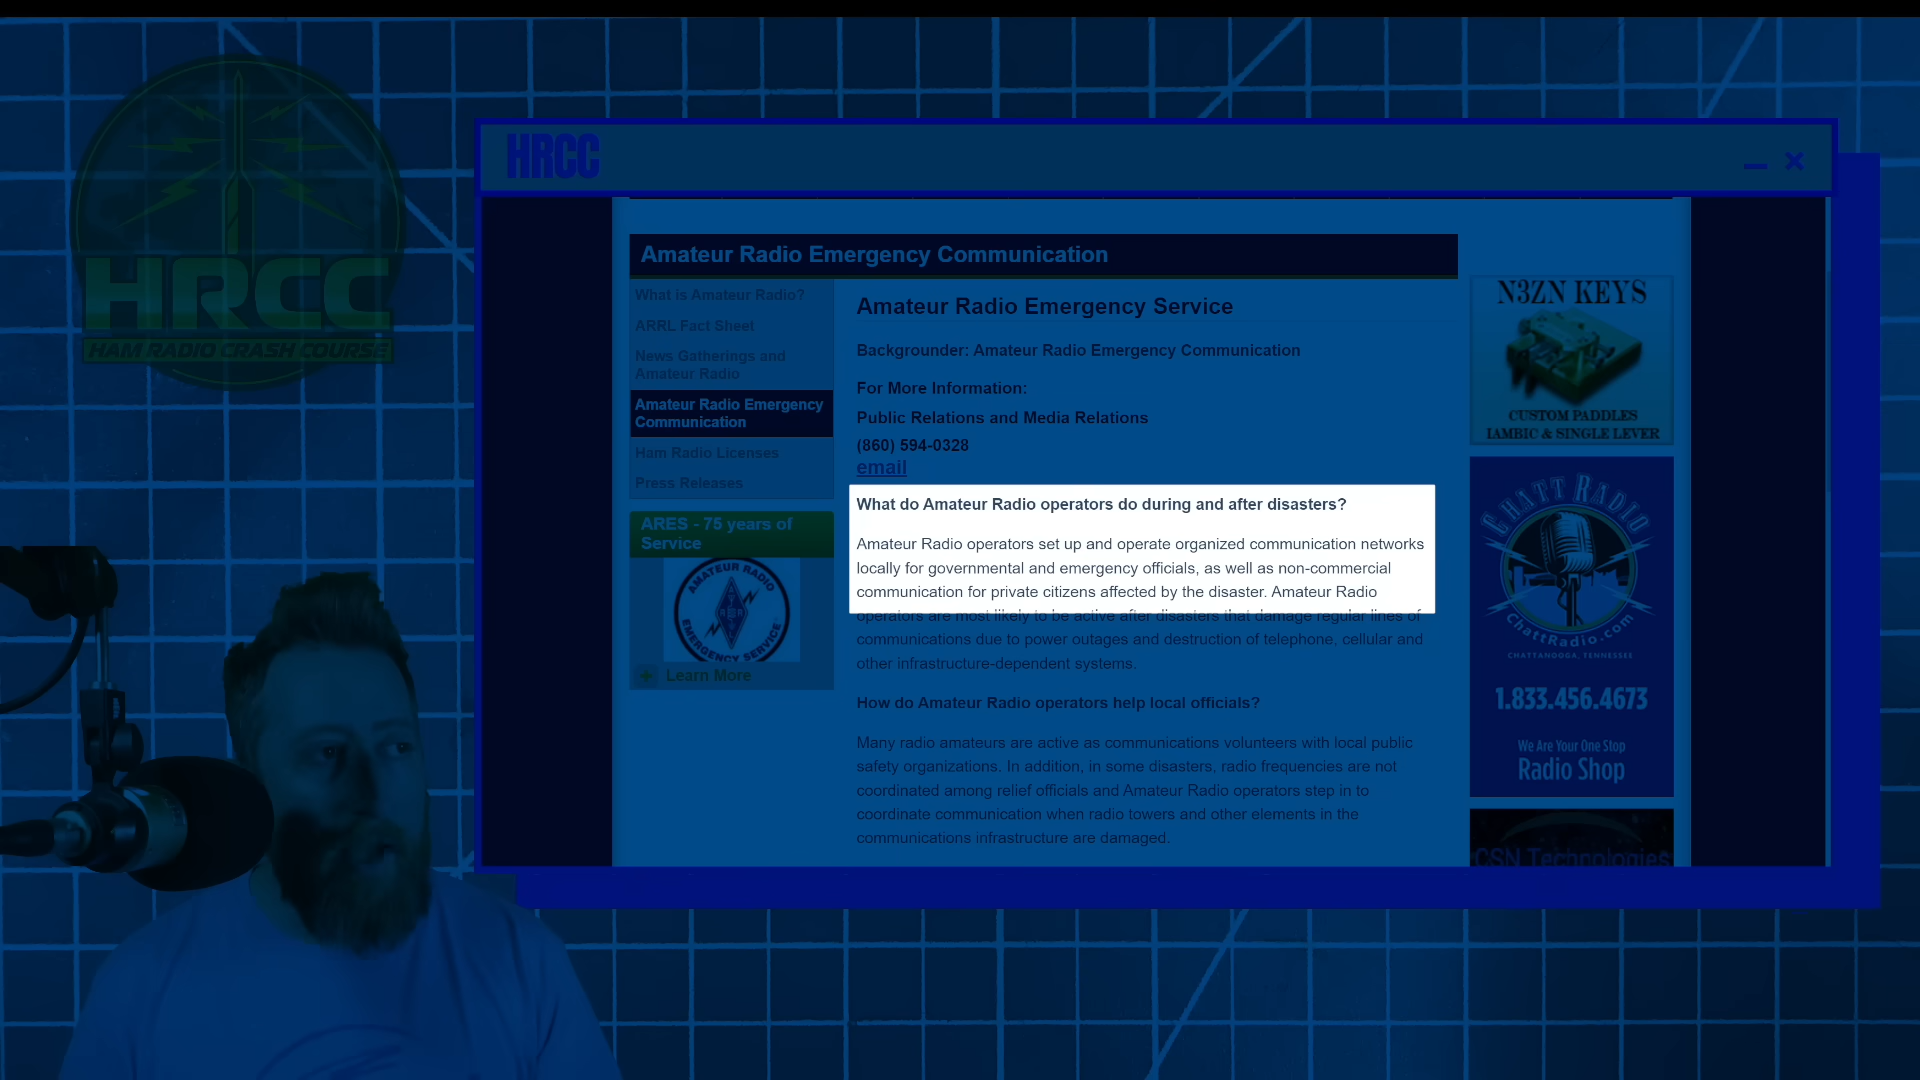 HRCC
HRCC
HAM RADIO CRASH COURSE
Amateur Radio Emergency Communication
What is Amateur Radio?
ARRL Fact Sheet
News Gatherings and
Amateur Radio
Amateur Radio Emergency
Communication
Ham Radio Licenses
Press Releases
ARES - 75 years of
Service
AMATEUR RADIO
EMERGENCY SERVICE
Learn More
Amateur Radio Emergency Service
Backgrounder: Amateur Radio Emergency Communication
For More Information:
Public Relations and Media Relations
(860) 594-0328
email
What do Amateur Radio operators do during and after disasters?
Amateur Radio operators set up and operate organized communication networks
locally for governmental and emergency officials, as well as non-commercial
communication for private citizens affected by the disaster. Amateur Radio
operators are most likely to be active after disasters that damage regular lines of
communications due to power outages and destruction of telephone, cellular and
other infrastructure-dependent systems.
How do Amateur Radio operators help local officials?
Many radio amateurs are active as communications volunteers with local public
safety organizations. In addition, in some disasters, radio frequencies are not
coordinated among relief officials and Amateur Radio operators step in to
coordinate communication when radio towers and other elements in the
communications infrastructure are damaged.
N3ZN KEYS
CUSTOM PADDLES
IAMBIC & SINGLE LEVER
CHATT RADIO
ChattRadio.com
CHATTANOOGA, TENNESSEE
1.833.456.4673
We Are Your One Stop
Radio Shop
CSN Technologies